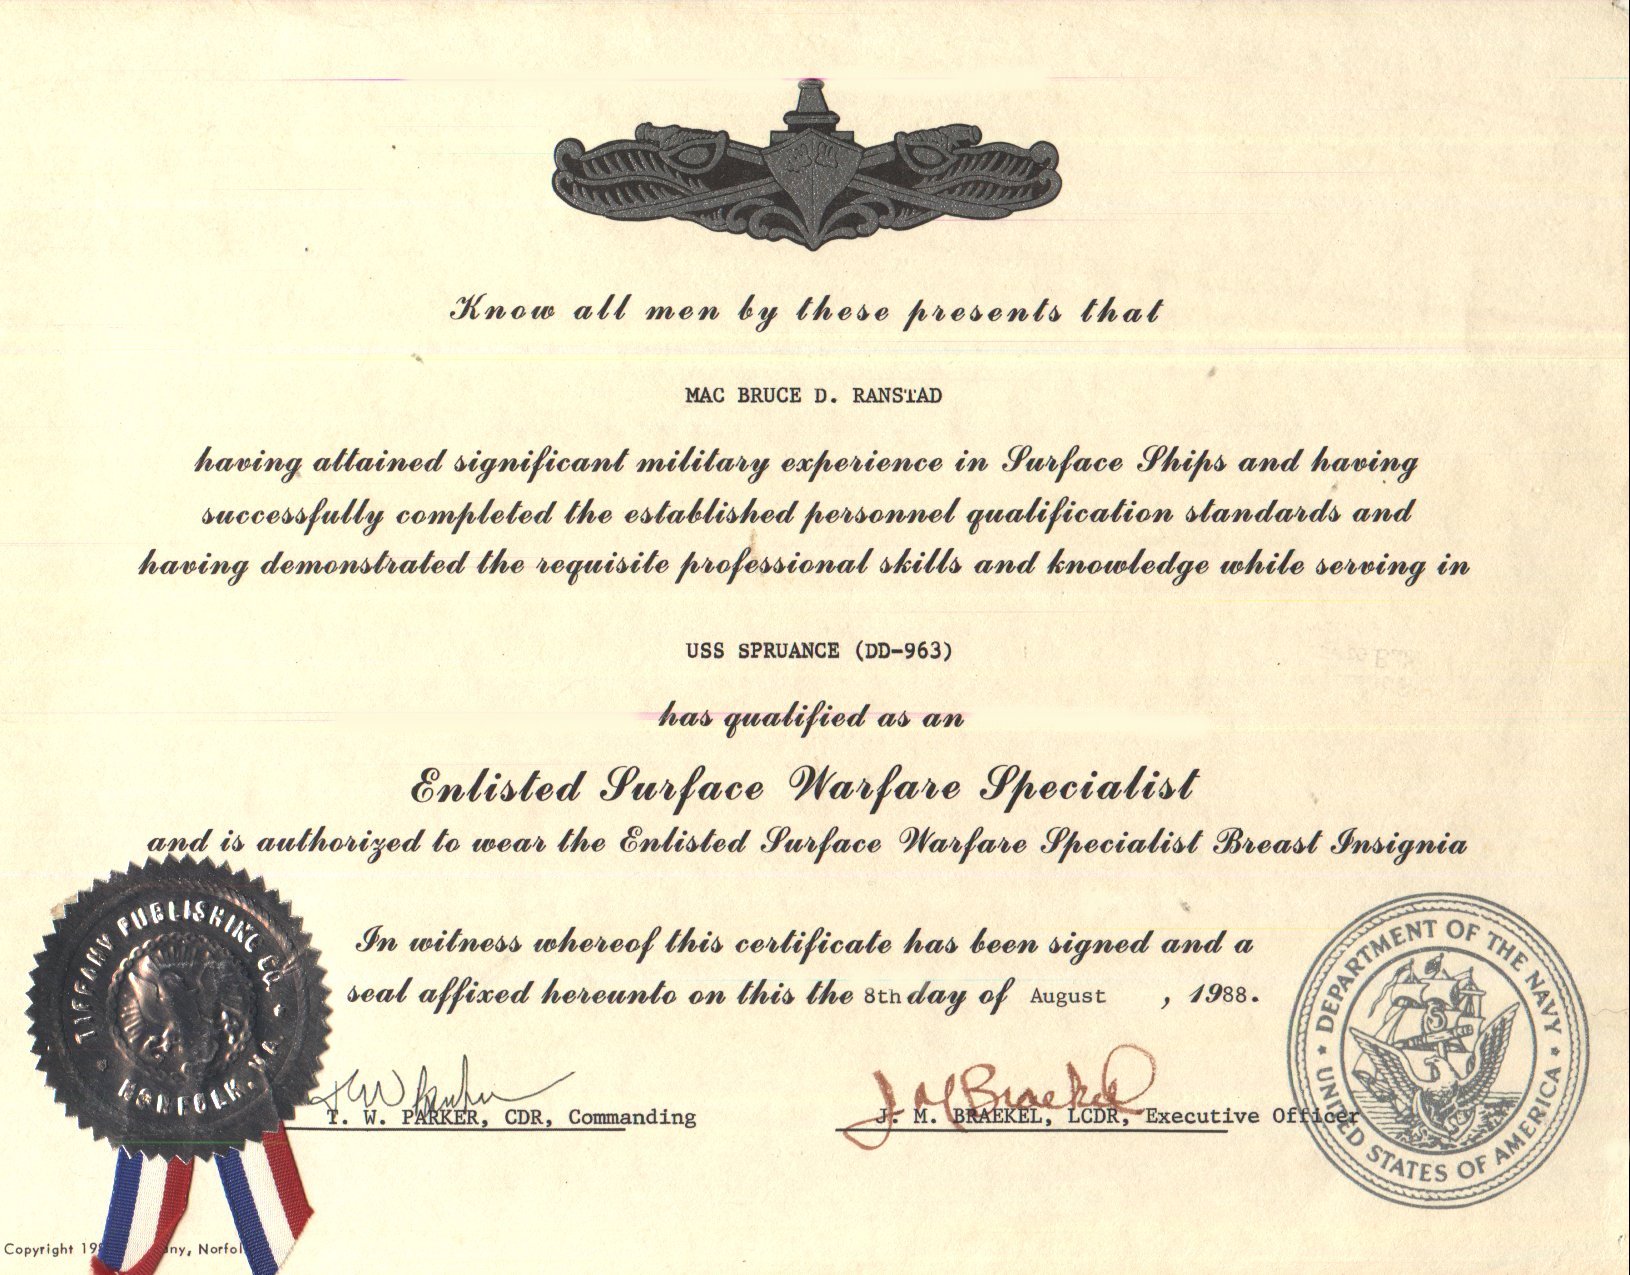 Know all men by these presents that
MAC BRUCE D. RANSTAD
having attained significant military experience in Surface Ships and having
successfully completed the established personnel qualification standards and
having demonstrated the requisite professional skills and knowledge while serving in
USS SPRUANCE (DD-963)
has qualified as an
Enlisted Surface Warfare Specialist
and is authorized to wear the Enlisted Surface Warfare Specialist Breast Insignia
In witness whereof this certificate has been signed and a
seal affixed hereunto on this the 8th day of August , 1988.
TIFFANY PUBLISHING CO.
NORFOLK, VA.
DEPARTMENT OF THE NAVY
UNITED STATES OF AMERICA
T W Parker
J M Braekel
T. W. PARKER, CDR, Commanding
J. M. BRAEKEL, LCDR, Executive Officer
Copyright